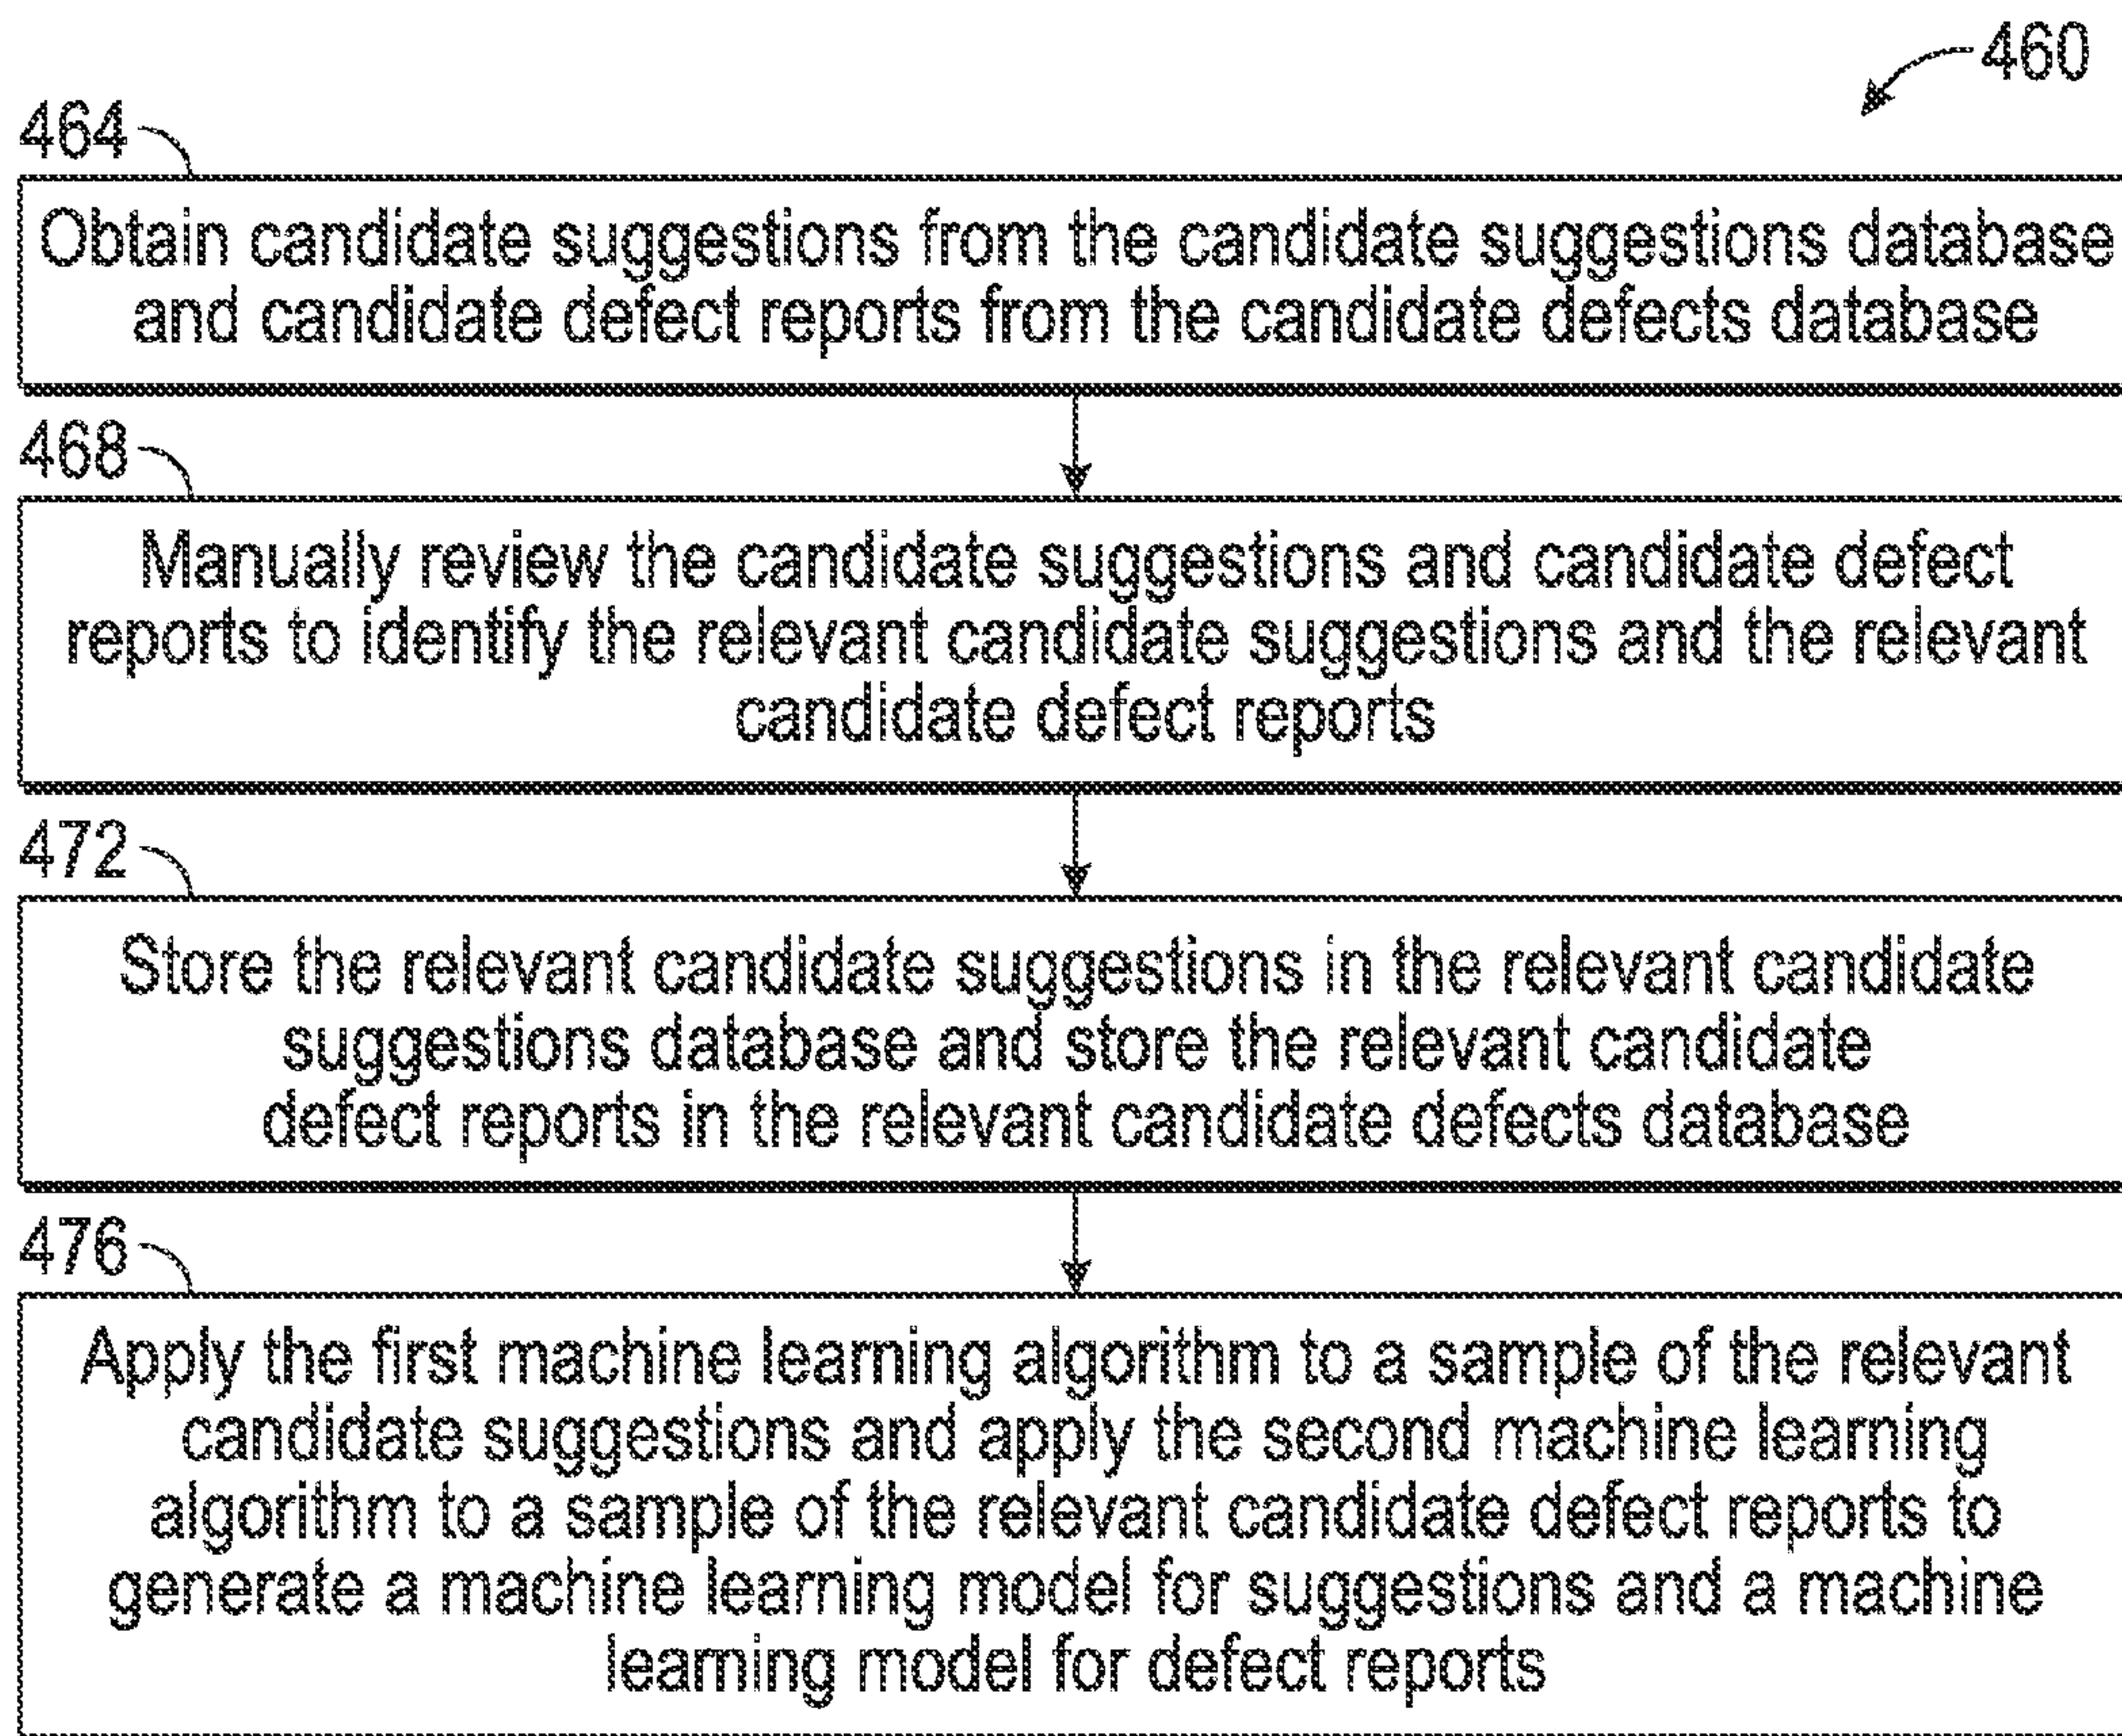 460
464
Obtain candidate suggestions from the candidate suggestions database
and candidate defect reports from the candidate defects database
468
Manually review the candidate suggestions and candidate defect
reports to identify the relevant candidate suggestions and the relevant
candidate defect reports
472
Store the relevant candidate suggestions in the relevant candidate
suggestions database and store the relevant candidate
defect reports in the relevant candidate defects database
476
Apply the first machine learning algorithm to a sample of the relevant
candidate suggestions and apply the second machine learning
algorithm to a sample of the relevant candidate defect reports to
generate a machine learning model for suggestions and a machine
learning model for defect reports